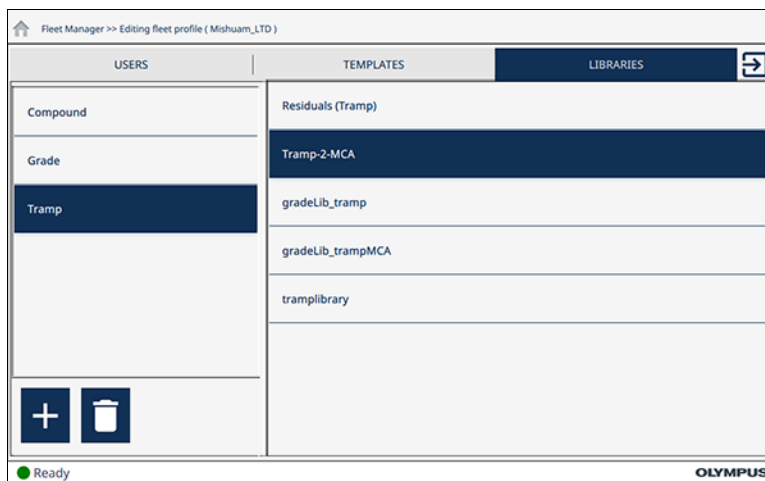 Fleet Manager >> Editing fleet profile ( Mishuam_LTD )
USERS
TEMPLATES
LIBRARIES
Compound
Grade
Tramp
Residuals (Tramp)
Tramp-2-MCA
gradeLib_tramp
gradeLib_trampMCA
tramplibrary
Ready
OLYMPUS